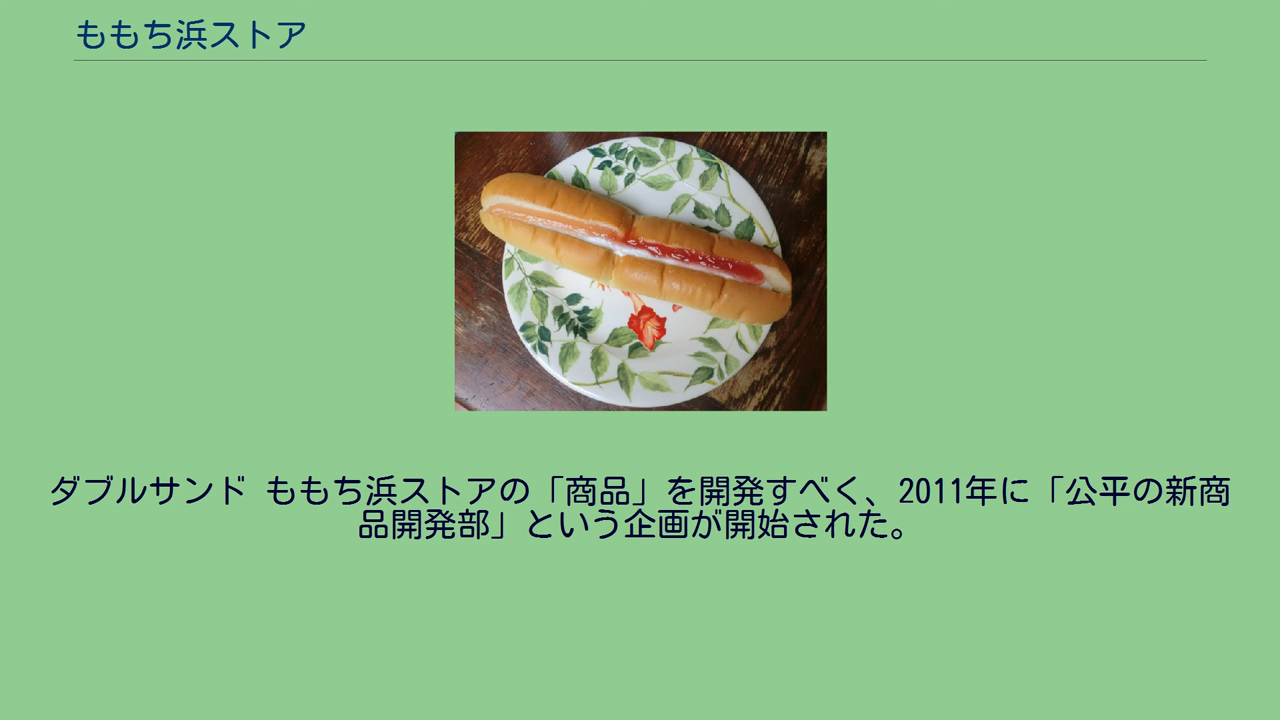 ももち浜ストア
ダブルサンド ももち浜ストアの「商品」を開発すべく、2011年に「公平の新商
品開発部」という企画が開始された。